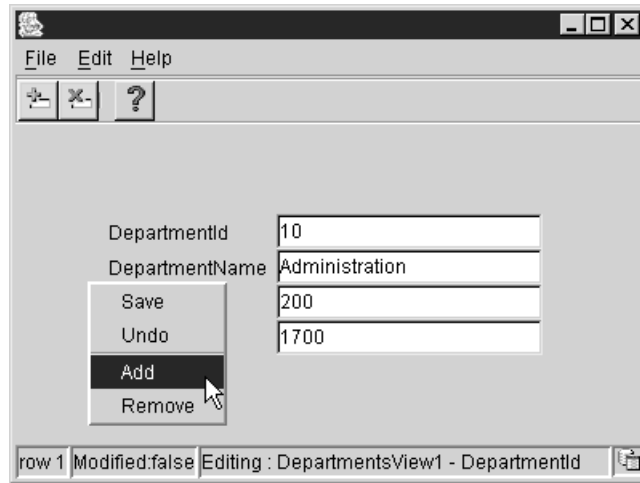 File Edit Help
DepartmentId 10
DepartmentName Administration
Save 200
Undo 1700
Add
Remove
row 1 Modified:false Editing : DepartmentsView1 - DepartmentId